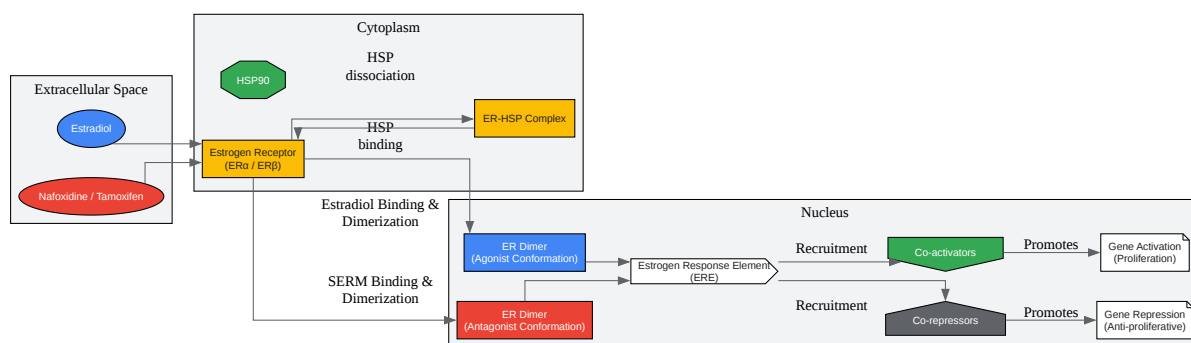 Extracellular Space
Estradiol
Nafoxidine / Tamoxifen
Cytoplasm
HSP
dissociation
HSP90
ER-HSP Complex
HSP
binding
Estrogen Receptor
(ERα / ERβ)
Estradiol Binding &
Dimerization
SERM Binding &
Dimerization
Nucleus
ER Dimer
(Agonist Conformation)
ER Dimer
(Antagonist Conformation)
Estrogen Response Element
(ERE)
Recruitment
Co-activators
Promotes
Gene Activation
(Proliferation)
Recruitment
Co-repressors
Promotes
Gene Repression
(Anti-proliferative)